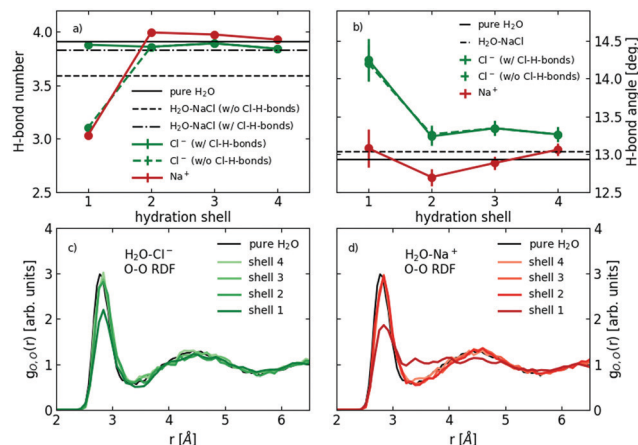 a)
4.0
3.5
3.0
2.5
H-bond number
pure H₂O
H₂O-NaCl (w/o Cl-H-bonds)
H₂O-NaCl (w/ Cl-H-bonds)
Cl⁻ (w/ Cl-H-bonds)
Cl⁻ (w/o Cl-H-bonds)
Na⁺
1 2 3 4
hydration shell
b)
pure H₂O
H₂O-NaCl
Cl⁻ (w/ Cl-H-bonds)
Cl⁻ (w/o Cl-H-bonds)
Na⁺
14.5
14.0
13.5
13.0
12.5
H-bond angle [deg.]
1 2 3 4
hydration shell
c)
H₂O-Cl⁻
O-O RDF
pure H₂O
shell 4
shell 3
shell 2
shell 1
4
3
2
1
0
g_O,O(r) [arb. units]
2 3 4 5 6
r [Å]
d)
H₂O-Na⁺
O-O RDF
pure H₂O
shell 4
shell 3
shell 2
shell 1
4
3
2
1
0
g_O,O(r) [arb. units]
2 3 4 5 6
r [Å]